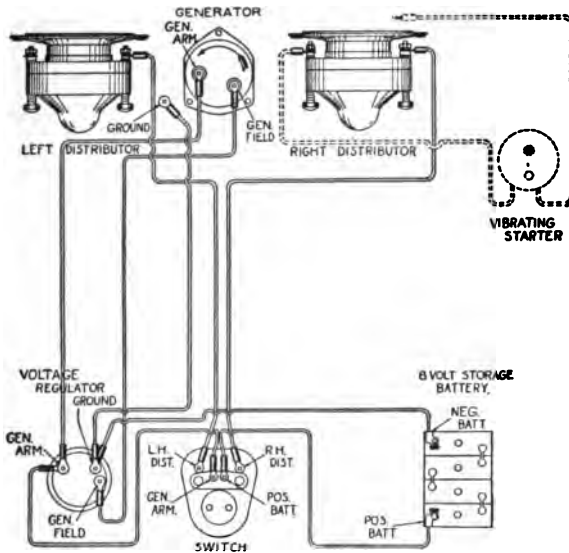 GENERATOR
GEN.
ARM.
GROUND
GEN.
FIELD
LEFT DISTRIBUTOR
RIGHT DISTRIBUTOR
VIBRATING
STARTER
VOLTAGE
REGULATOR
GROUND
GEN.
ARM.
GEN.
FIELD
L.H.
DIST.
R.H.
DIST.
GEN.
ARM.
POS.
BATT.
SWITCH
8 VOLT STORAGE
BATTERY.
NEG.
BATT.
POS.
BATT.